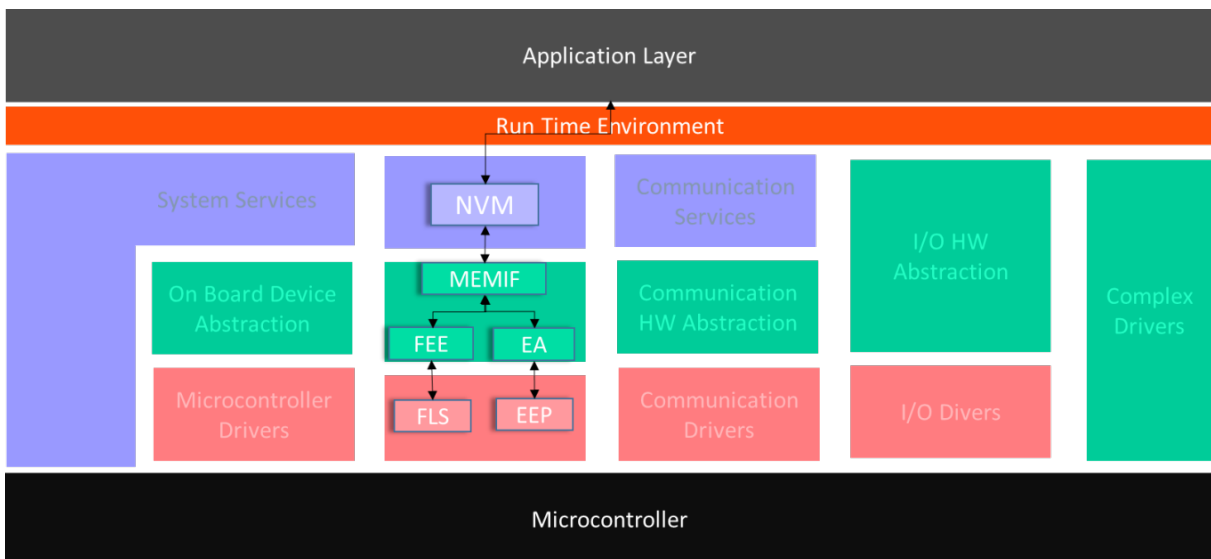 Application Layer
Run Time Environment
System Services
NVM
Communication
Services
I/O HW
Abstraction
MEMIF
On Board Device
Abstraction
Communication
HW Abstraction
Complex
Drivers
FEE
EA
Microcontroller
Drivers
FLS
EEP
Communication
Drivers
I/O Divers
Microcontroller